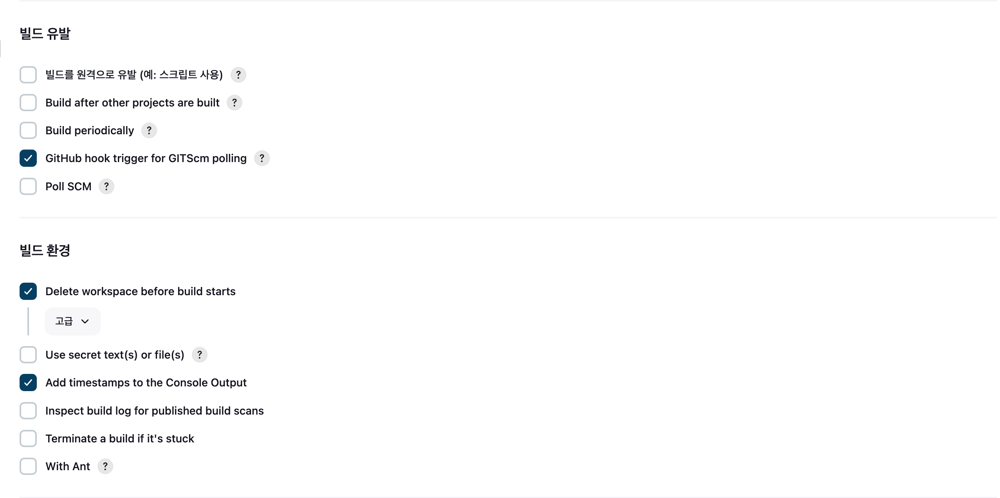 빌드 유발
빌드를 원격으로 유발 (예: 스크립트 사용) ?
Build after other projects are built ?
Build periodically ?
GitHub hook trigger for GITScm polling ?
Poll SCM ?
빌드 환경
Delete workspace before build starts
고급
Use secret text(s) or file(s) ?
Add timestamps to the Console Output
Inspect build log for published build scans
Terminate a build if it's stuck
With Ant ?